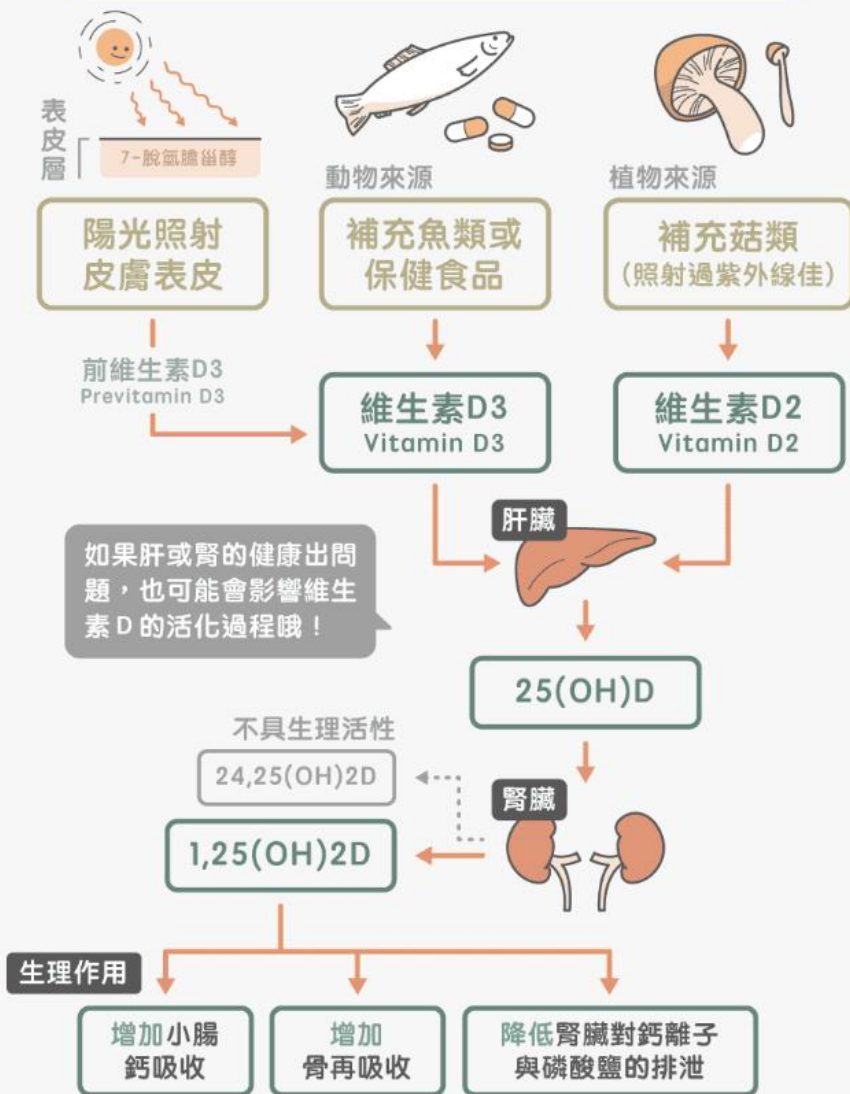 表皮層
7-脫氫膽甾醇
動物來源
植物來源
陽光照射
皮膚表皮
補充魚類或
保健食品
補充菇類
(照射過紫外線佳)
前維生素D3
Previtamin D3
維生素D3
Vitamin D3
維生素D2
Vitamin D2
肝臟
如果肝或腎的健康出問
題，也可能會影響維生
素D的活化過程哦！
25(OH)D
不具生理活性
24,25(OH)2D
腎臟
1,25(OH)2D
生理作用
增加小腸
鈣吸收
增加
骨再吸收
降低腎臟對鈣離子
與磷酸鹽的排泄